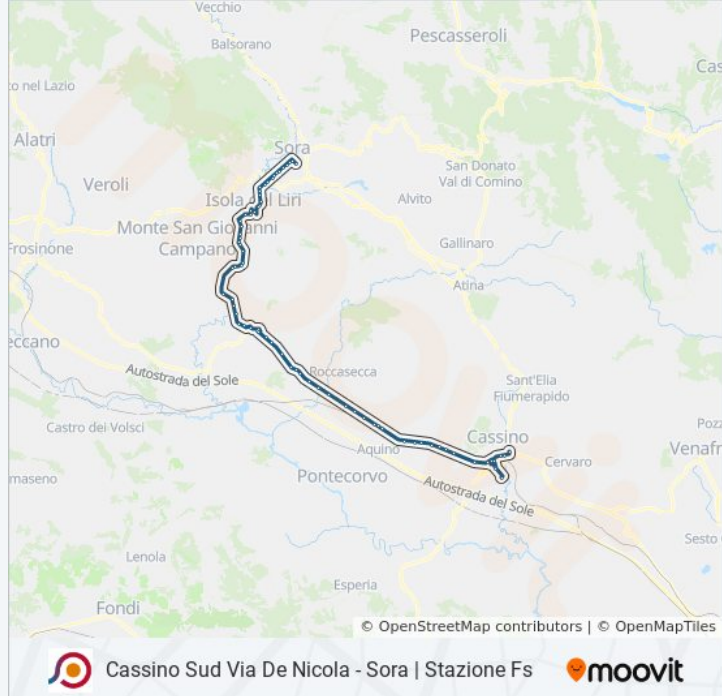 Vecchio
Balsorano
Pescasseroli
co nel Lazio
Cas
Alatri
Sora
San Donato
Val di Comino
Veroli
Alvito
Isola del Liri
Monte San Giovanni
Campano
Frosinone
Gallinaro
Atina
eccano
Autostrada del Sole
Roccasecca
Sant'Elia
Fiumerapido
Castro dei Volsci
Cassino
Poz
Aquino
Cervaro
Venafr
maseno
Pontecorvo
Autostrada del Sole
Sesto C
Lenola
Esperia
Fondi
© OpenStreetMap contributors | © OpenMapTiles
Cassino Sud Via De Nicola - Sora | Stazione Fs
moovit